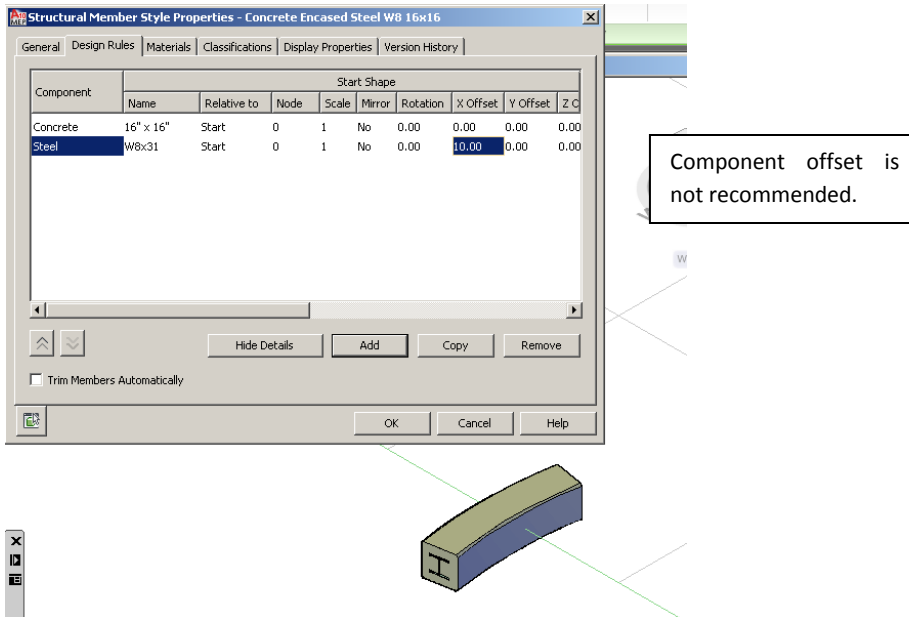 Structural Member Style Properties - Concrete Encased Steel W8 16x16
General Design Rules Materials Classifications Display Properties Version History
Component
Start Shape
Name Relative to Node Scale Mirror Rotation X Offset Y Offset Z O
Concrete 16" x 16" Start 0 1 No 0.00 0.00 0.00 0.00
Steel W8x31 Start 0 1 No 0.00 10.00 0.00 0.00
Hide Details Add Copy Remove
Trim Members Automatically
OK Cancel Help
Component offset is
not recommended.
W